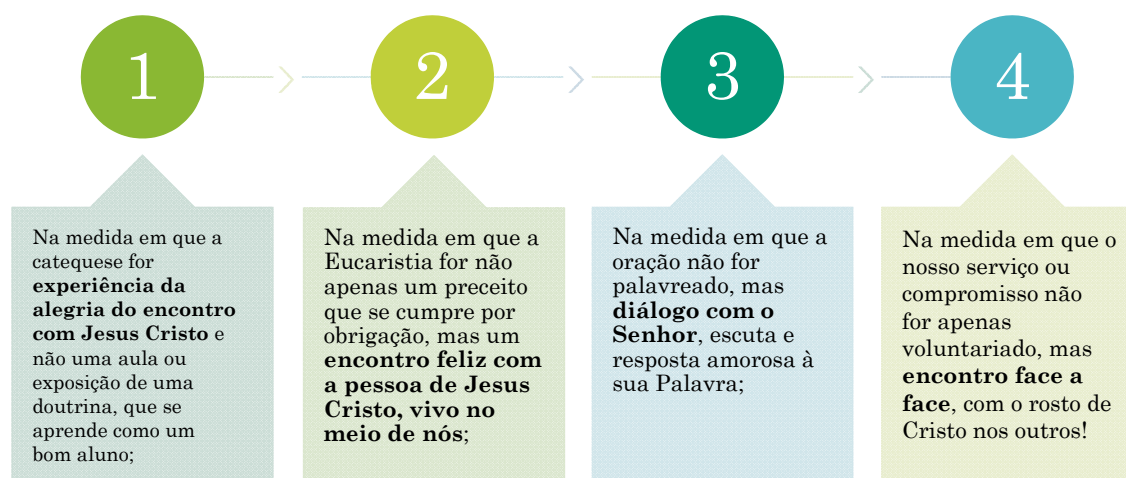 1
2
3
4
Na medida em que a
catequese for
experiência da
alegria do encontro
com Jesus Cristo e
não uma aula ou
exposição de uma
doutrina, que se
aprende como um
bom aluno;
Na medida em que a
Eucaristia for não
apenas um preceito
que se cumpre por
obrigação, mas um
encontro feliz com
a pessoa de Jesus
Cristo, vivo no
meio de nós;
Na medida em que a
oração não for
palavreado, mas
diálogo com o
Senhor, escuta e
resposta amorosa à
sua Palavra;
Na medida em que o
nosso serviço ou
compromisso não
for apenas
voluntariado, mas
encontro face a
face, com o rosto de
Cristo nos outros!